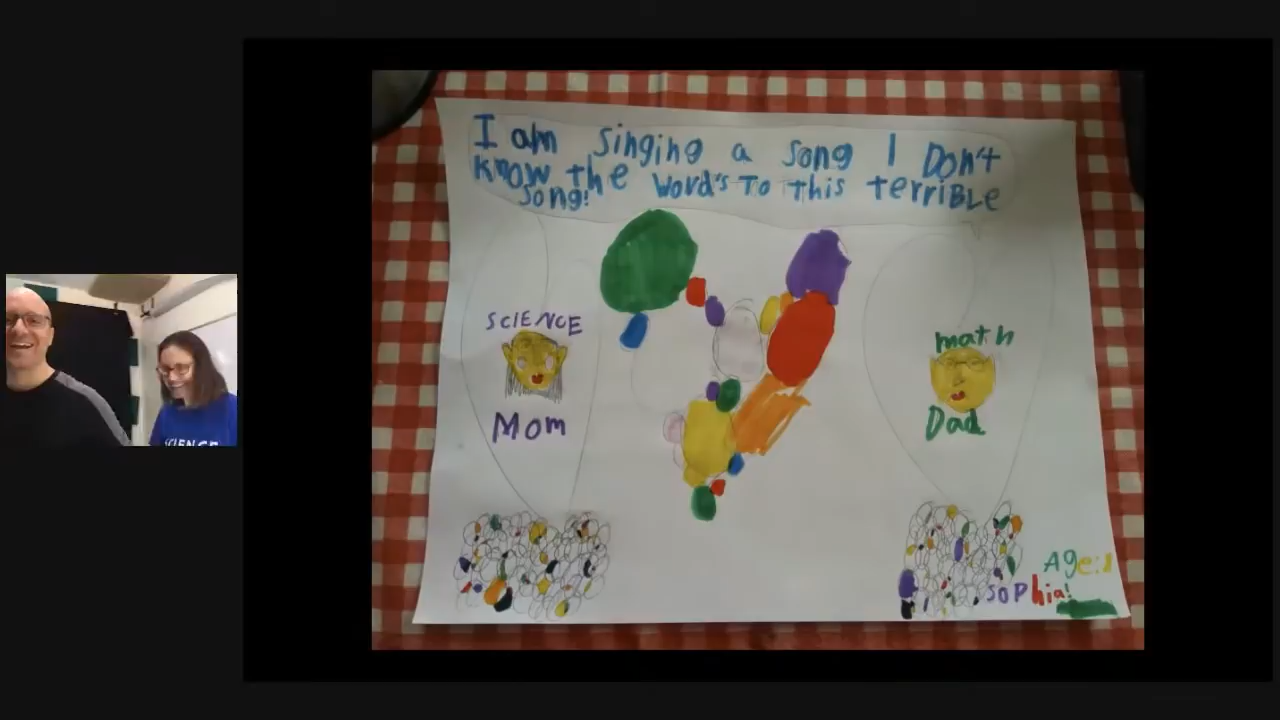 I am singing a song I Don't
know the word's To this terrible
song!
SCIENCE
Mom
math
Dad
Age:
SOPhia!